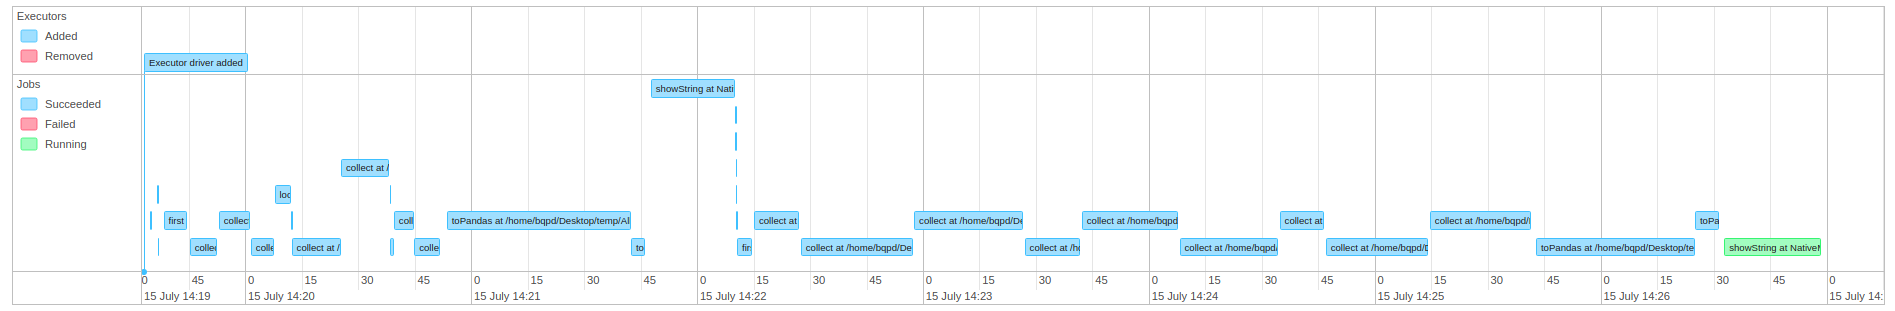 Executors
Added
Removed
Executor driver added
Jobs
Succeeded
Failed
Running
showString at Nati
collect at /
loc
first
collect
coll
toPandas at /home/bqpd/Desktop/temp/Al
collect at
collect at /home/bqpd/De
collect at /home/bqpd
collect at
collect at /home/bqpd/
toPa
collec
colle
collect at /
colle
to
firs
collect at /home/bqpd/De
collect at /ho
collect at /home/bqpd/
collect at /home/bqpd/D
toPandas at /home/bqpd/Desktop/te
showString at Native
0 45 0 15 30 45 0 15 30 45 0 15 30 45 0 15 30 45 0 15 30 45 0 15 30 45 0 15 30 45 0
15 July 14:19 15 July 14:20 15 July 14:21 15 July 14:22 15 July 14:23 15 July 14:24 15 July 14:25 15 July 14:26 15 July 14: